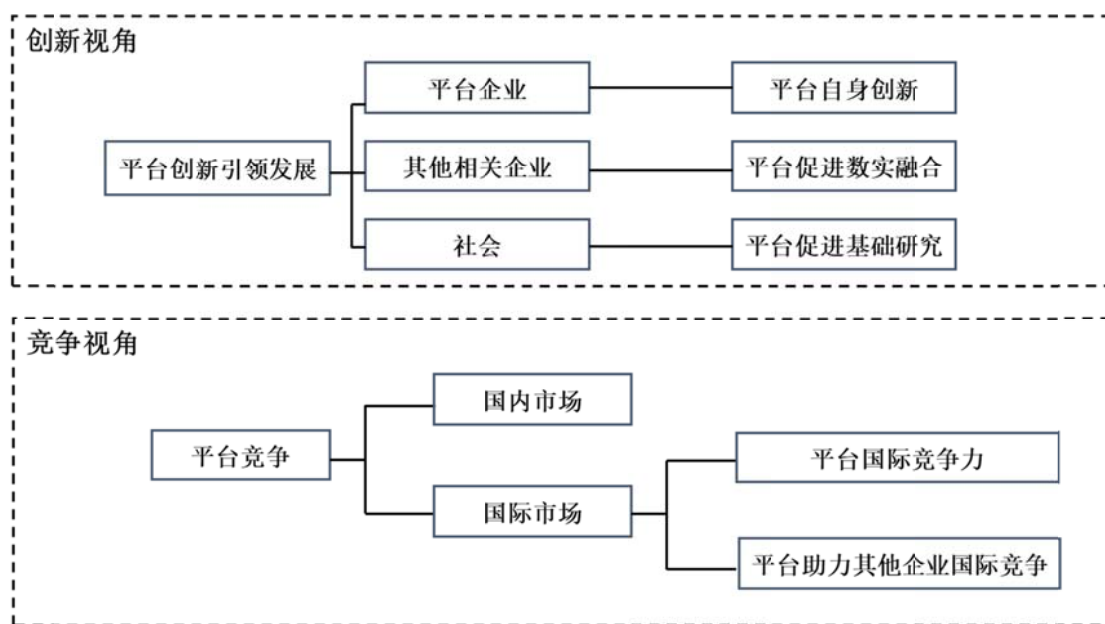 创新视角
平台企业
平台自身创新
平台创新引领发展
其他相关企业
平台促进数实融合
社会
平台促进基础研究
竞争视角
国内市场
平台竞争
平台国际竞争力
国际市场
平台助力其他企业国际竞争